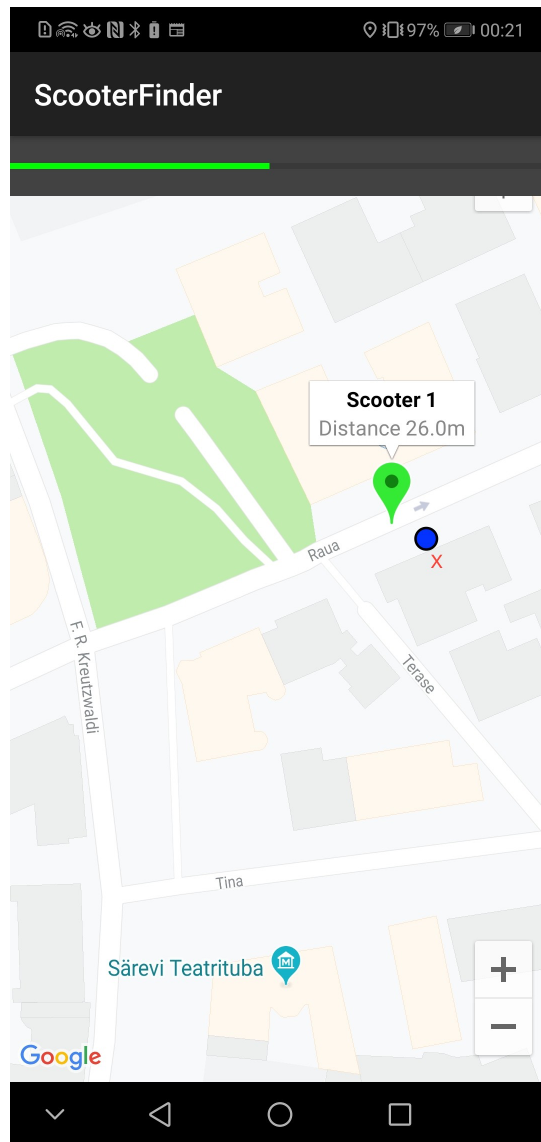 97% 00:21
ScooterFinder
Scooter 1
Distance 26.0m
Raua
X
F. R. Kreutzwaldi
Terase
Tina
Särevi Teatrituba
M
Google